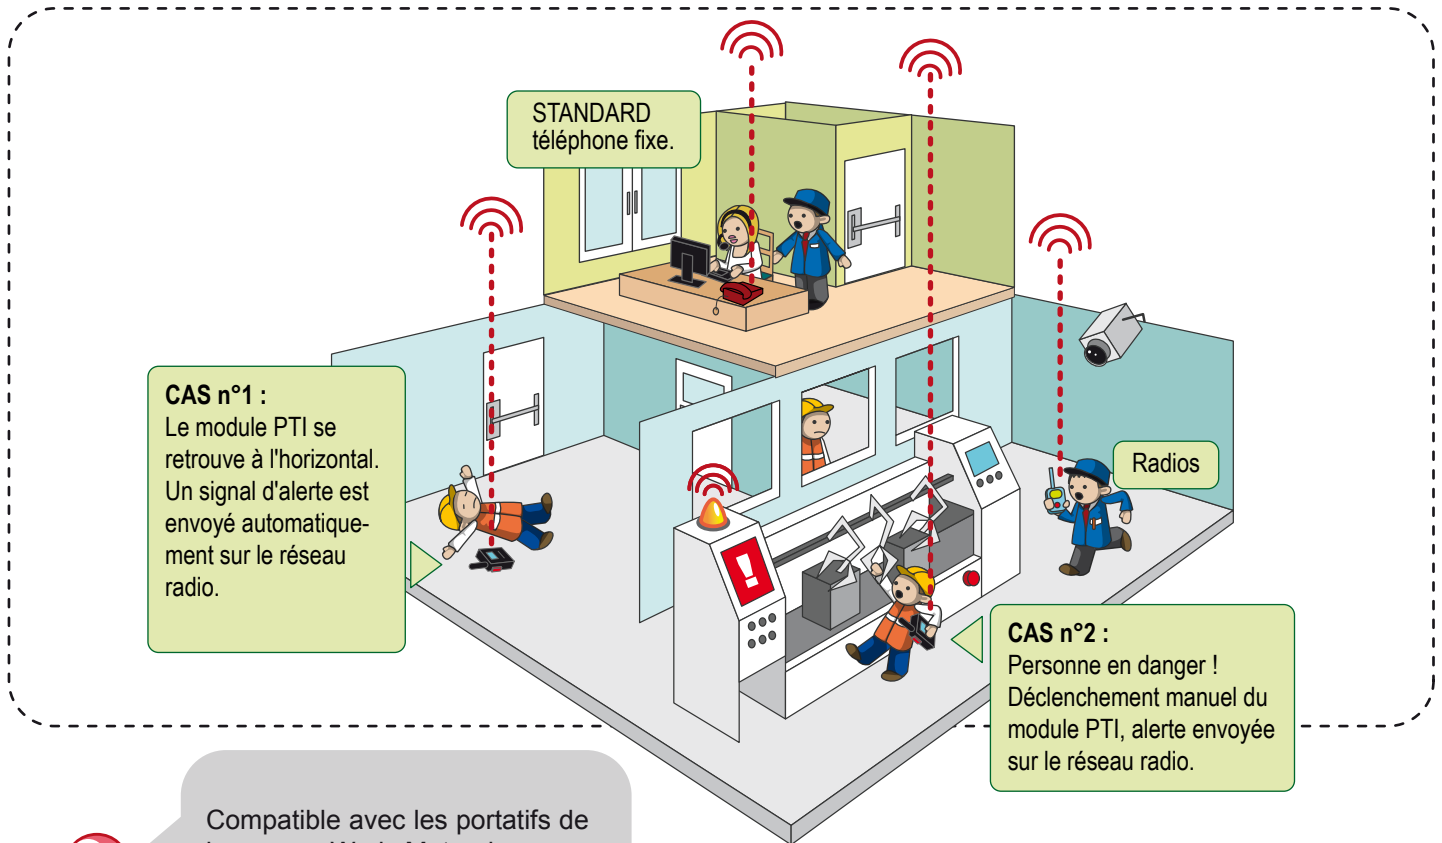 STANDARD
téléphone fixe.
CAS n°1 :
Le module PTI se
retrouve à l'horizontal.
Un signal d'alerte est
envoyé automatique-
ment sur le réseau
radio.
Radios
CAS n°2 :
Personne en danger !
Déclenchement manuel du
module PTI, alerte envoyée
sur le réseau radio.
!
Compatible avec les portatifs de